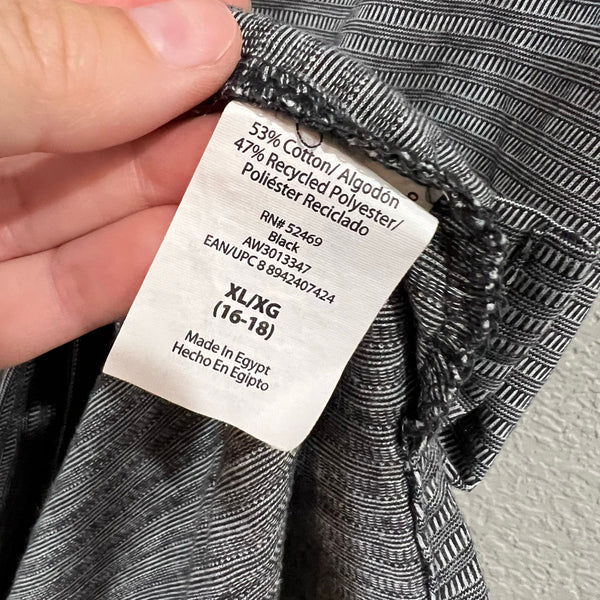 53% Cotton/ Algodón
47% Recycled Polyester/
Poliéster Reciclado
RN# 52469
Black
AW3013347
EAN/UPC 8 8942407424
XL/XG
(16-18)
Made In Egypt
Hecho En Egipto